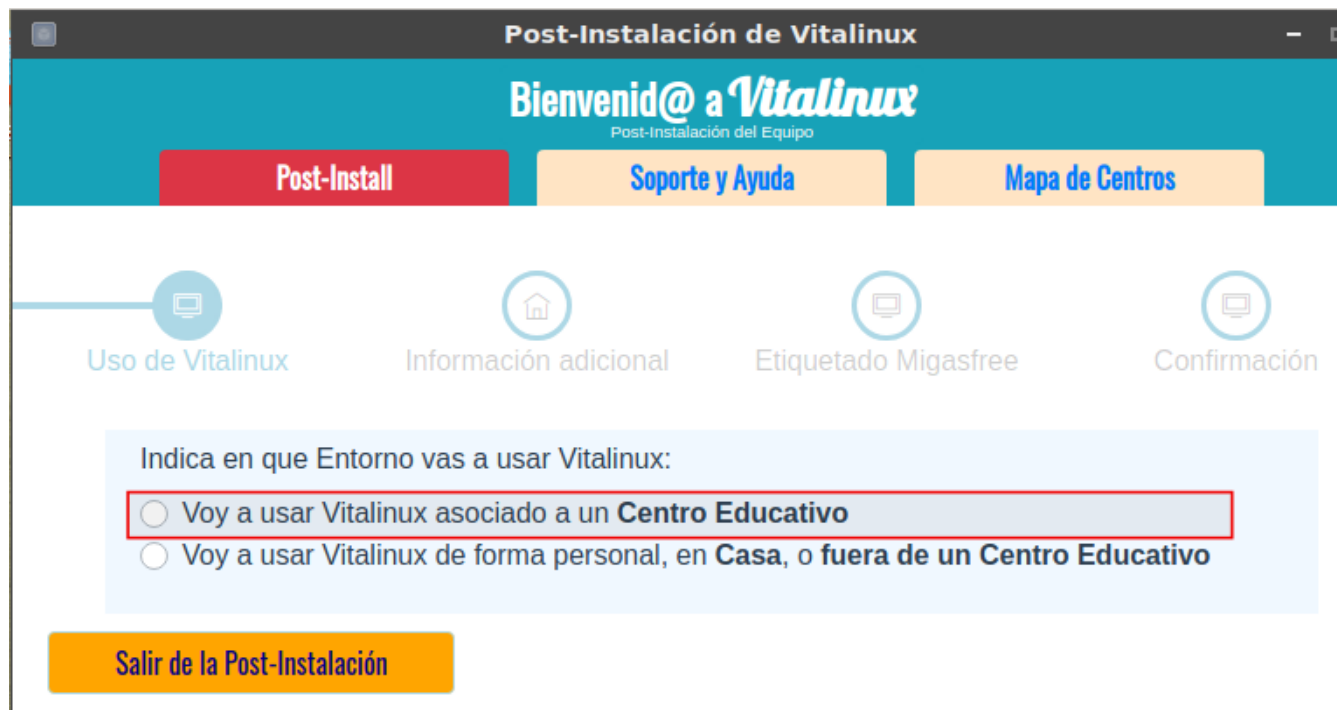 Post-Instalación de Vitalinux
Bienvenid@ a Vitalinux
Post-Instalación del Equipo
Post-Install
Soporte y Ayuda
Mapa de Centros
Uso de Vitalinux
Información adicional
Etiquetado Migasfree
Confirmación
Indica en que Entorno vas a usar Vitalinux:
Voy a usar Vitalinux asociado a un Centro Educativo
Voy a usar Vitalinux de forma personal, en Casa, o fuera de un Centro Educativo
Salir de la Post-Instalación